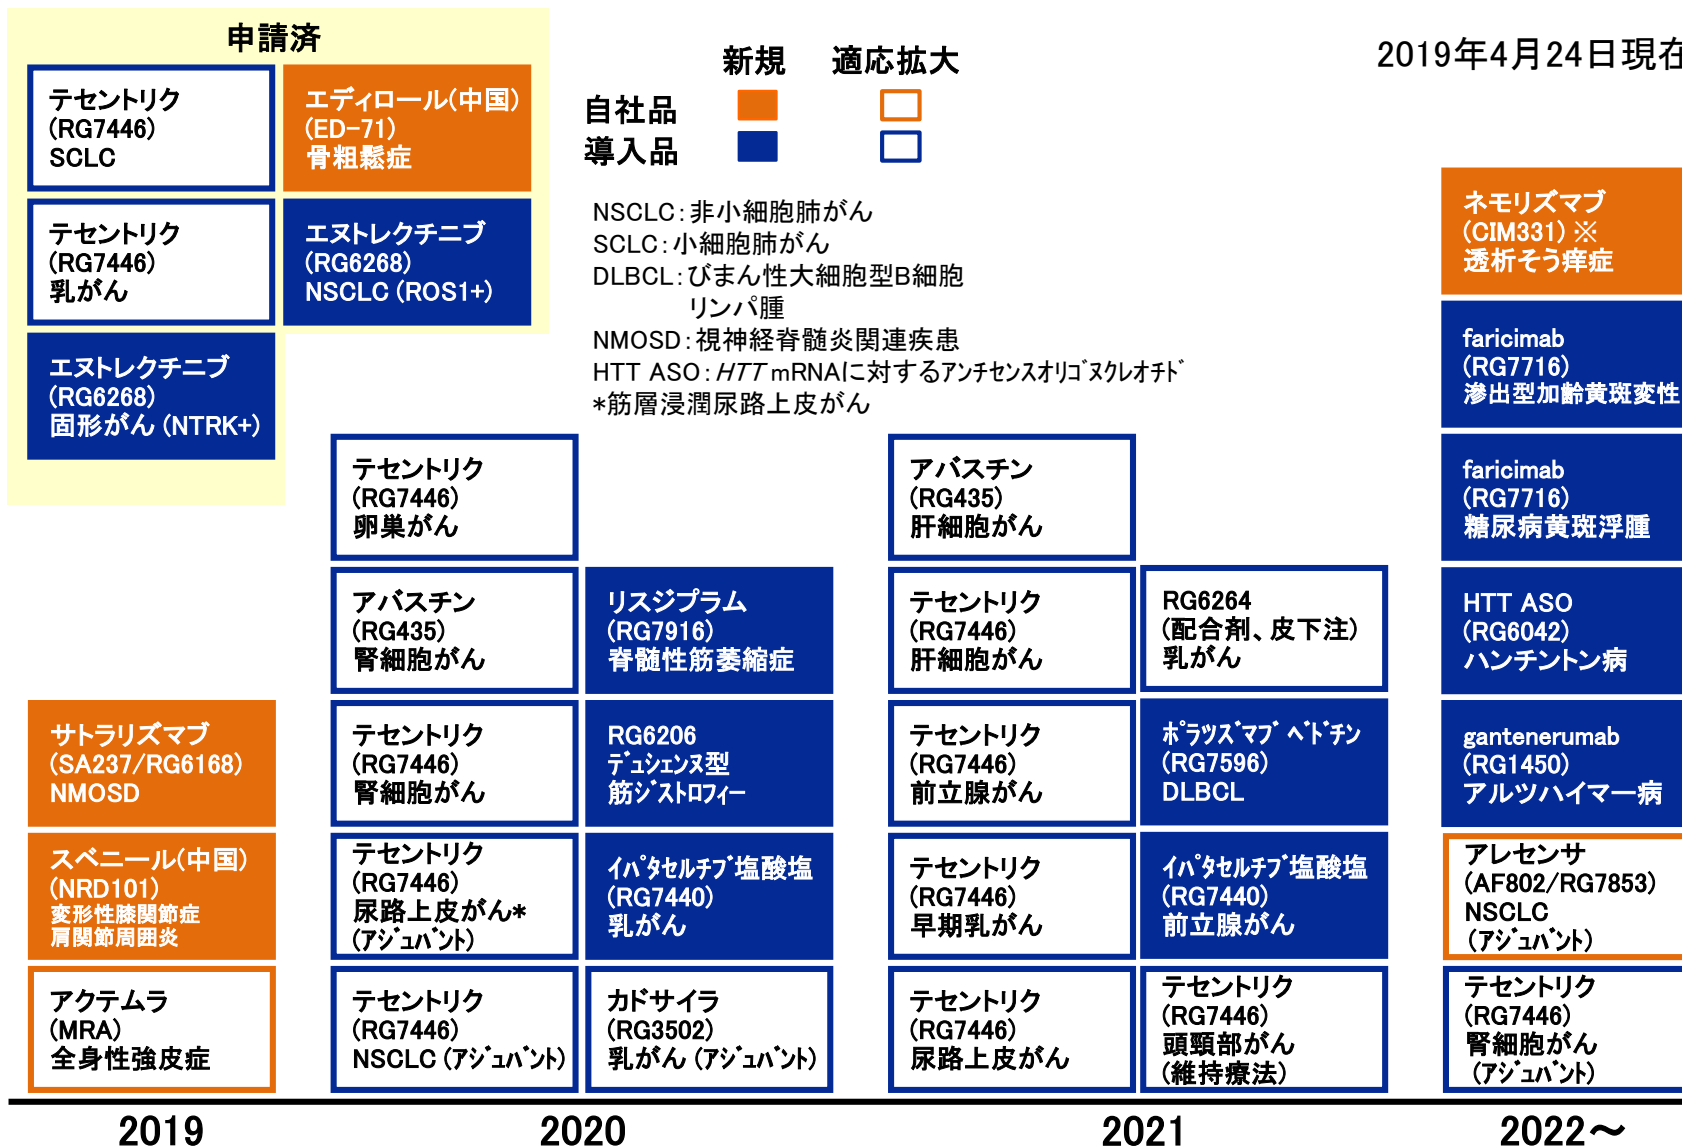 申請済
テセントリク
(RG7446)
SCLC
エディロール(中国)
(ED-71)
骨粗鬆症
テセントリク
(RG7446)
乳がん
エヌトレクチニブ
(RG6268)
NSCLC (ROS1+)
エヌトレクチニブ
(RG6268)
固形がん (NTRK+)
新規 適応拡大
自社品
導入品
2019年4月24日現在
NSCLC：非小細胞肺がん
SCLC：小細胞肺がん
DLBCL：びまん性大細胞型B細胞
リンパ腫
NMOSD：視神経脊髄炎関連疾患
HTT ASO：HTT mRNAに対するアンチセンスオリゴヌクレオチド
*筋層浸潤尿路上皮がん
サトラリズマブ
(SA237/RG6168)
NMOSD
スベニール(中国)
(NRD101)
変形性膝関節症
肩関節周囲炎
アクテムラ
(MRA)
全身性強皮症
テセントリク
(RG7446)
卵巣がん
アバスチン
(RG435)
腎細胞がん
リスジプラム
(RG7916)
脊髄性筋萎縮症
テセントリク
(RG7446)
腎細胞がん
RG6206
デュシェンヌ型
筋ジストロフィー
テセントリク
(RG7446)
尿路上皮がん*
(アジュバント)
イパタセルチブ塩酸塩
(RG7440)
乳がん
テセントリク
(RG7446)
NSCLC (アジュバント)
カドサイラ
(RG3502)
乳がん (アジュバント)
アバスチン
(RG435)
肝細胞がん
テセントリク
(RG7446)
肝細胞がん
RG6264
(配合剤、皮下注)
乳がん
テセントリク
(RG7446)
前立腺がん
ポラツズマブ ベドチン
(RG7596)
DLBCL
テセントリク
(RG7446)
早期乳がん
イパタセルチブ塩酸塩
(RG7440)
前立腺がん
テセントリク
(RG7446)
尿路上皮がん
テセントリク
(RG7446)
頭頸部がん
(維持療法)
ネモリズマブ
(CIM331) ※
透析そう痒症
faricimab
(RG7716)
滲出型加齢黄斑変性
faricimab
(RG7716)
糖尿病黄斑浮腫
HTT ASO
(RG6042)
ハンチントン病
gantenerumab
(RG1450)
アルツハイマー病
アレセンサ
(AF802/RG7853)
NSCLC
(アジュバント)
テセントリク
(RG7446)
腎細胞がん
(アジュバント)
2019 2020 2021 2022～